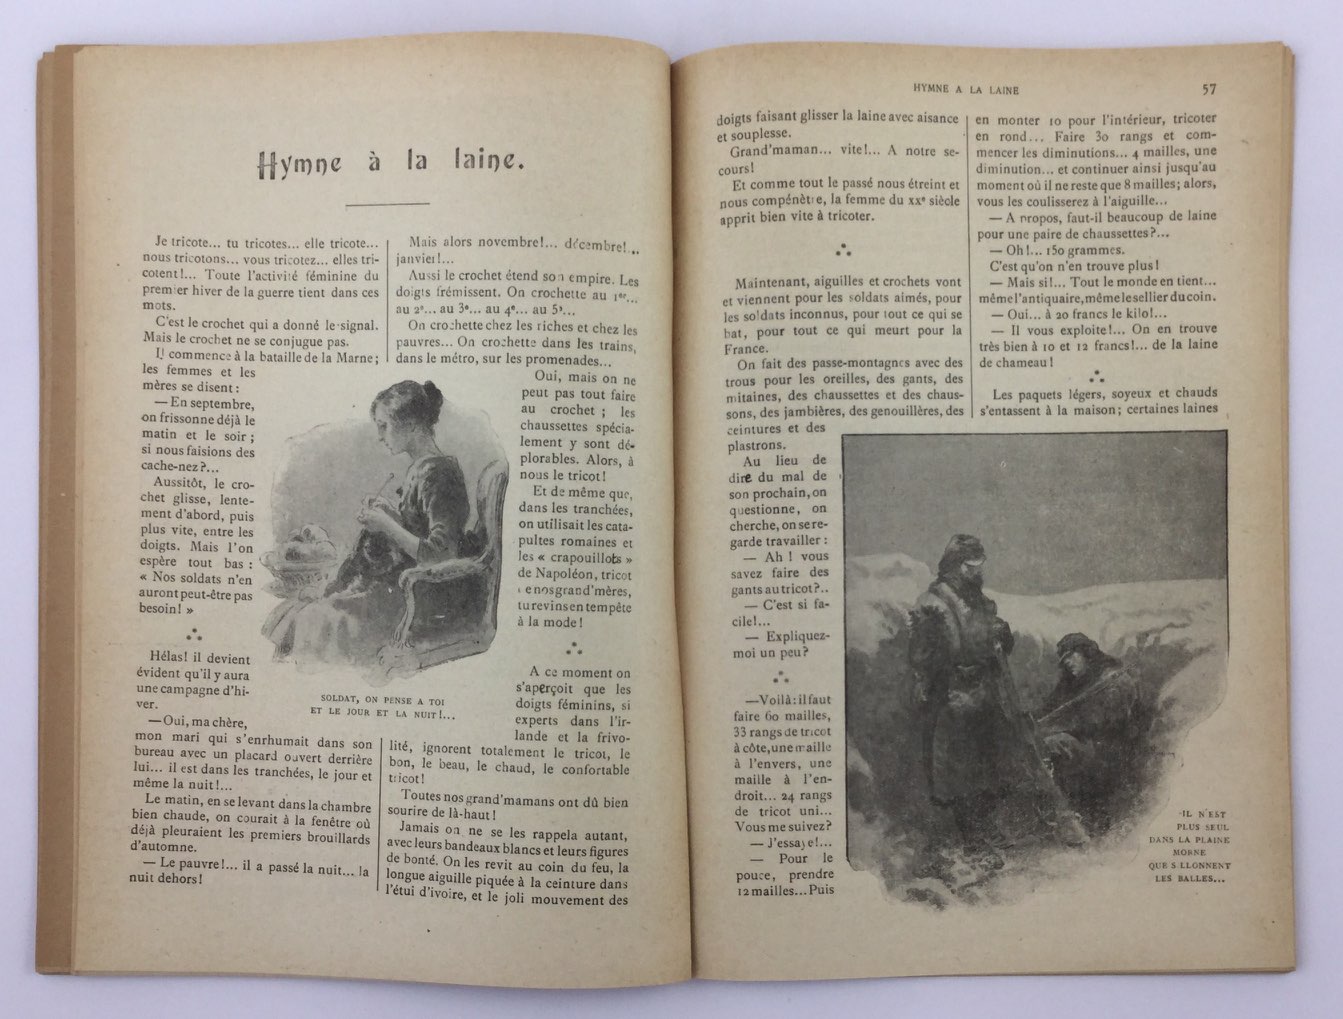 Hymne à la laine.
Je tricote... tu tricotes... elle tricote...
nous tricotons... vous tricotez... elles tri-
cotent!... Toute l'activité féminine du
premier hiver de la guerre tient dans ces
mots.
C'est le crochet qui a donné le signal.
Mais le crochet ne se conjugue pas.
Il commence à la bataille de la Marne;
les femmes et les
mères se disent:
— En septembre,
on frissonne déjà le
matin et le soir;
si nous faisions des
cache-nez?...
Aussitôt, le cro-
chet glisse, lente-
ment d'abord, puis
plus vite, entre les
doigts. Mais l'on
espère tout bas:
« Nos soldats n'en
auront peut-être pas
besoin! »
Hélas! il devient
évident qu'il y aura
une campagne d'hi-
ver.
— Oui, ma chère,
mon mari qui s'enrhumait dans son
bureau avec un placard ouvert derrière
lui... il est dans les tranchées, le jour et
même la nuit!...
Le matin, en se levant dans la chambre
bien chaude, on courait à la fenêtre où
déjà pleuraient les premiers brouillards
d'automne.
— Le pauvre!... il a passé la nuit... la
nuit dehors!
Mais alors novembre!... décembre!...
janvier!...
Aussi le crochet étend son empire. Les
doigts frémissent. On crochette au 1er...
au 2e... au 3e... au 4e... au 5e...
On crochette chez les riches et chez les
pauvres... On crochette dans les trains,
dans le métro, sur les promenades...
Oui, mais on ne
peut pas tout faire
au crochet; les
chaussettes spécia-
lement y sont dé-
plorables. Alors, à
nous le tricot!
Et de même que,
dans les tranchées,
on utilisait les cata-
pultes romaines et
les « crapouillots »
de Napoléon, tricot
de nos grand'mères,
tu revins en tempête
à la mode!
A ce moment on
s'aperçoit que les
doigts féminins, si
experts dans l'ir-
lande et la frivo-
lité, ignorent totalement le tricot, le
bon, le beau, le chaud, le confortable
tricot!
Toutes nos grand'mamans ont dû bien
sourire de là-haut!
Jamais on ne se les rappela autant,
avec leurs bandeaux blancs et leurs figures
de bonté. On les revit au coin du feu, la
longue aiguille piquée à la ceinture dans
l'étui d'ivoire, et le joli mouvement des
SOLDAT, ON PENSE A TOI
ET LE JOUR ET LA NUIT!...
HYMNE A LA LAINE
57
doigts faisant glisser la laine avec aisance
et souplesse.
Grand'maman... vite!... A notre se-
cours!
Et comme tout le passé nous étreint et
nous compénètre, la femme du XXe siècle
apprit bien vite à tricoter.
Maintenant, aiguilles et crochets vont
et viennent pour les soldats aimés, pour
les soldats inconnus, pour tout ce qui se
bat, pour tout ce qui meurt pour la
France.
On fait des passe-montagnes avec des
trous pour les oreilles, des gants, des
mitaines, des chaussettes et des chaus-
sons, des jambières, des genouillères, des
ceintures et des
plastrons.
Au lieu de
dire du mal de
son prochain, on
questionne, on
cherche, on se re-
garde travailler:
— Ah! vous
savez faire des
gants au tricot?..
— C'est si fa-
cile!...
— Expliquez-
moi un peu?
— Voilà: il faut
faire 60 mailles,
33 rangs de tricot
à côte, une maille
à l'envers, une
maille à l'en-
droit... 24 rangs
de tricot uni...
Vous me suivez?
— J'essaye!...
— Pour le
pouce, prendre
12 mailles... Puis
en monter 10 pour l'intérieur, tricoter
en rond... Faire 30 rangs et com-
mencer les diminutions... 4 mailles, une
diminution... et continuer ainsi jusqu'au
moment où il ne reste que 8 mailles; alors,
vous les coulisserez à l'aiguille...
— A propos, faut-il beaucoup de laine
pour une paire de chaussettes?...
— Oh!... 150 grammes.
C'est qu'on n'en trouve plus!
— Mais si!... Tout le monde en tient...
même l'antiquaire, même le sellier du coin.
— Oui... à 20 francs le kilo!...
— Il vous exploite!... On en trouve
très bien à 10 et 12 francs!... de la laine
de chameau!
Les paquets légers, soyeux et chauds
s'entassent à la maison; certaines laines
IL N'EST
PLUS SEUL
DANS LA PLAINE
MORNE
QUE SILLONNENT
LES BALLES...